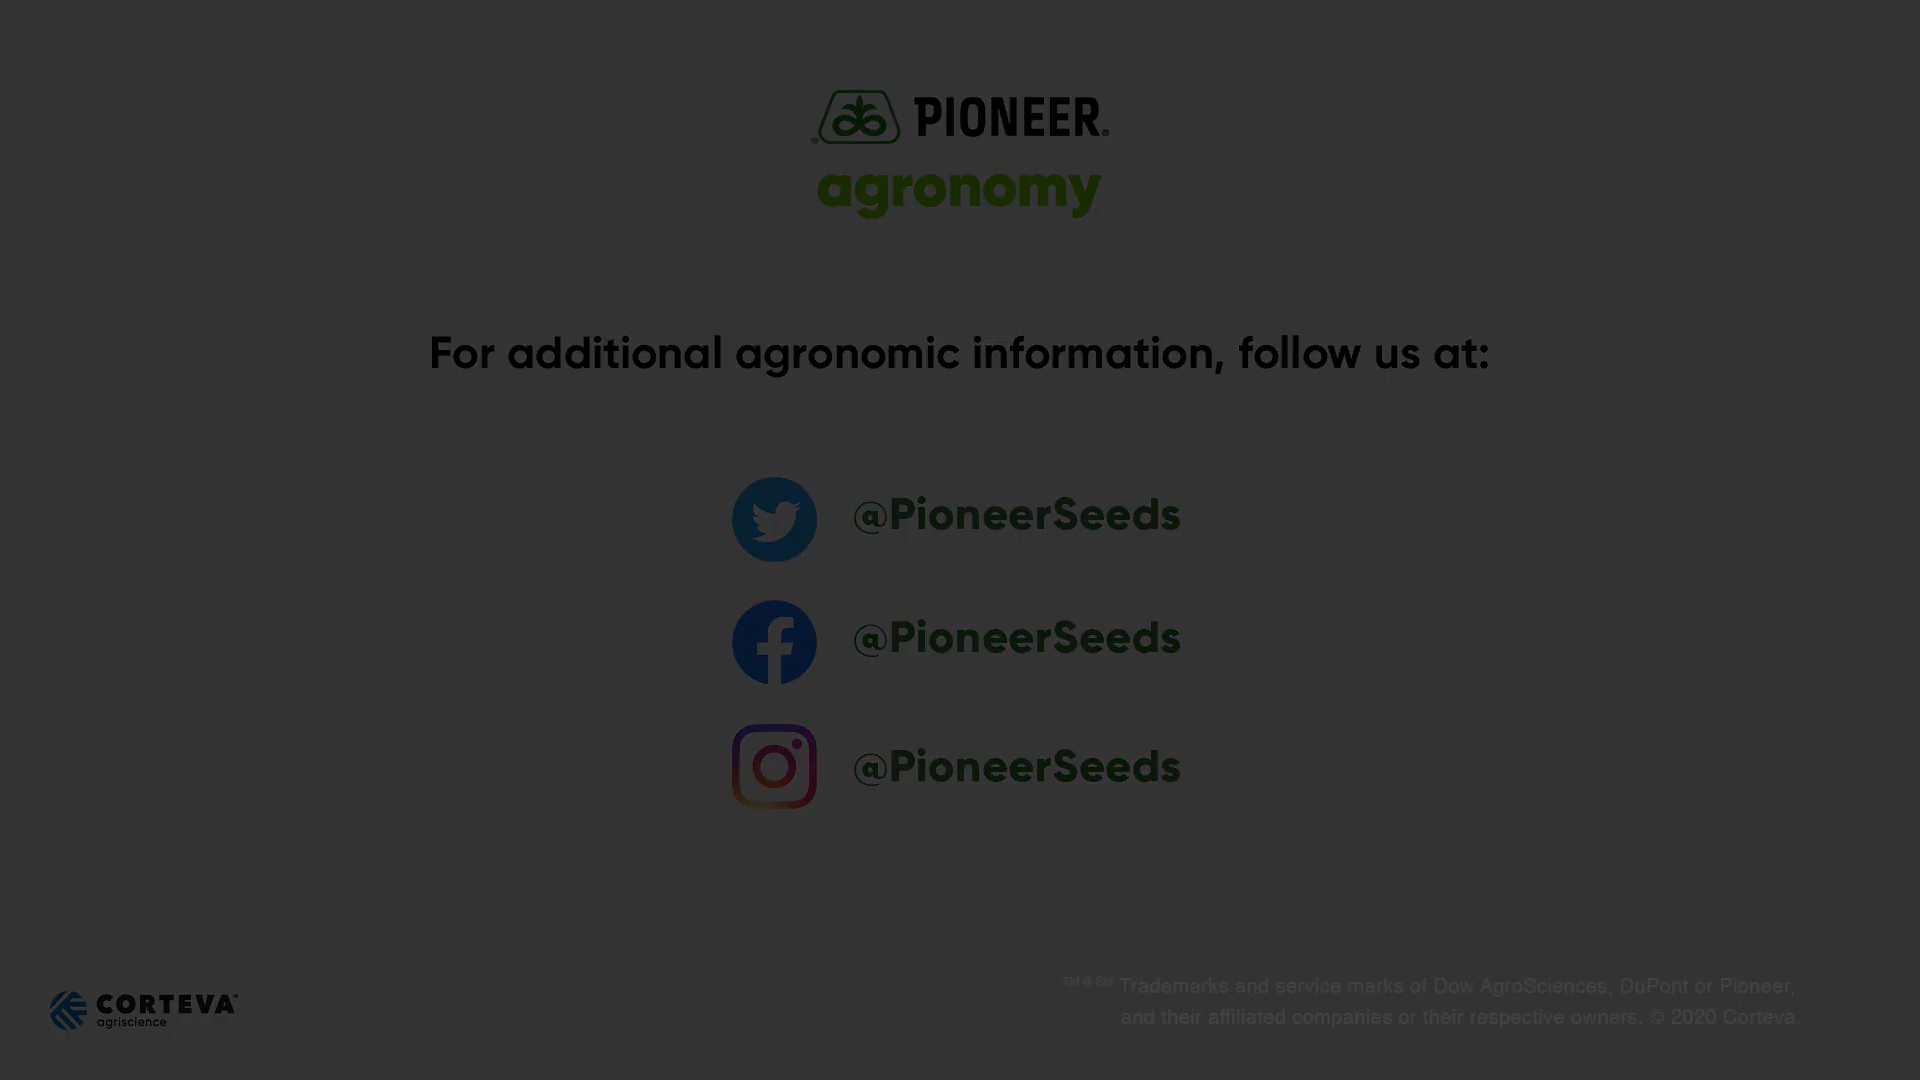 PIONEER®
agronomy
For additional agronomic information, follow us at:
@PioneerSeeds
@PioneerSeeds
@PioneerSeeds
CORTEVA™
agriscience
™ ® SM Trademarks and service marks of Dow AgroSciences, DuPont or Pioneer,
and their affiliated companies or their respective owners. © 2020 Corteva.